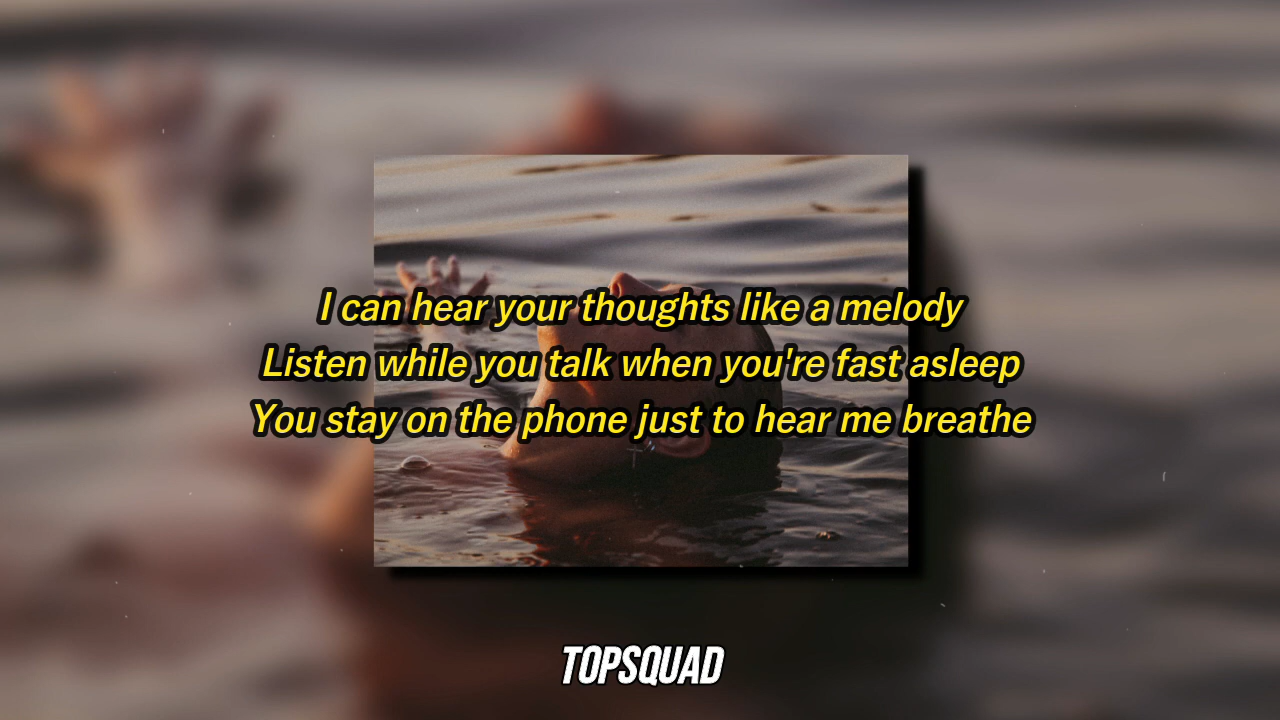 I can hear your thoughts like a melody
Listen while you talk when you're fast asleep
You stay on the phone just to hear me breathe
TOPSQUAD